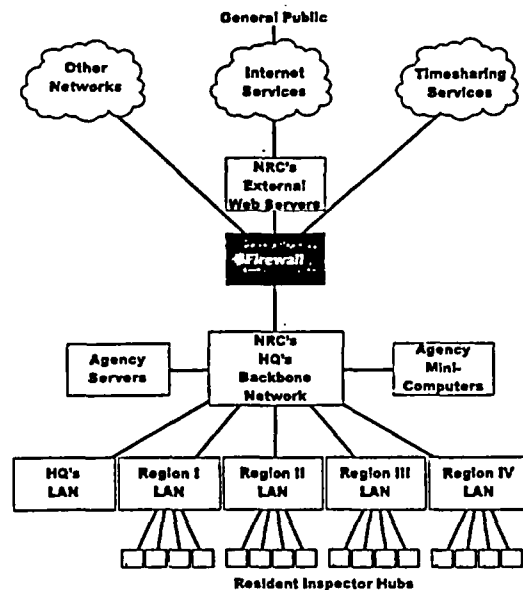 General Public
Other
Networks
Internet
Services
Timesharing
Services
NRC's
External
Web Servers
Firewall
NRC's
HQ's
Backbone
Network
Agency
Servers
Agency
Mini-
Computers
HQ's
LAN
Region I
LAN
Region II
LAN
Region III
LAN
Region IV
LAN
Resident Inspector Hubs